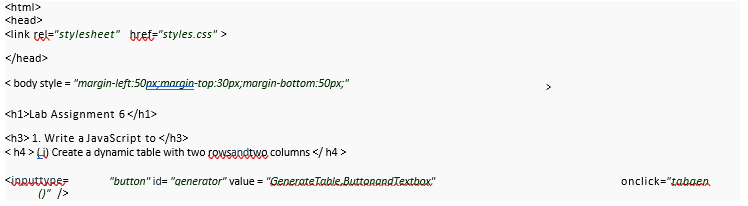 <html>
<head>
<link rel="stylesheet" href="styles.css" >
</head>
< body style = "margin-left:50px;margin-top:30px;margin-bottom:50px;" >
<h1>Lab Assignment 6 </h1>
<h3> 1. Write a JavaScript to </h3>
< h4 > (i) Create a dynamic table with two rowsandtwo columns </ h4 >
<inputtype= "button" id= "generator" value = "GenerateTable,ButtonandTextbox" onclick="tabgen
()" />